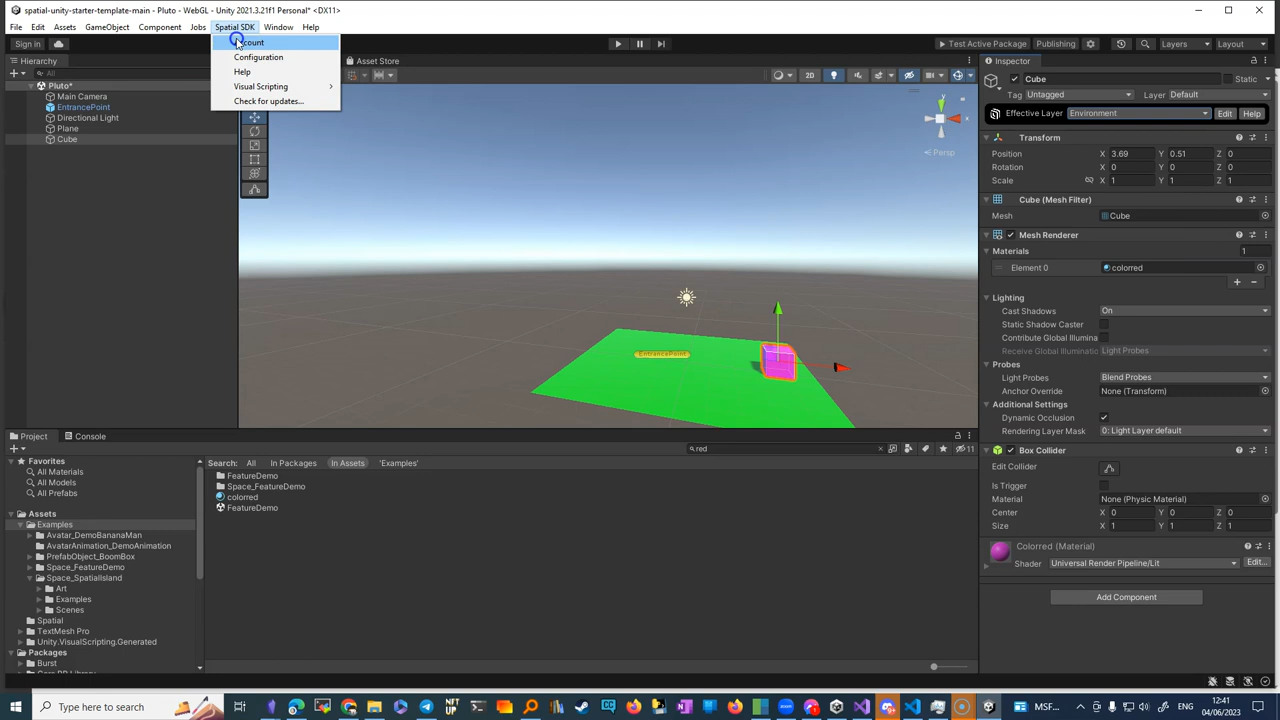 spatial-unity-starter-template-main - Pluto - WebGL - Unity 2021.3.21f1 Personal* <DX11>
File Edit Assets GameObject Component Jobs Spatial SDK Window Help
Sign in
Test Active Package
Publishing
Layers
Layout
Configuration
Help
Visual Scripting
Check for updates...
Hierarchy
All
Pluto*
Main Camera
EntrancePoint
Directional Light
Plane
Cube
Asset Store
2D
y
x
Persp
EntrancePoint
Inspector
Cube
Static
Tag Untagged Layer Default
Effective Layer Environment Edit Help
Transform
Position X 3.69 Y 0.51 Z 0
Rotation X 0 Y 0 Z 0
Scale X 1 Y 1 Z 1
Cube (Mesh Filter)
Mesh Cube
Mesh Renderer
Materials 1
Element 0 colorred
Lighting
Cast Shadows On
Static Shadow Caster
Contribute Global Illumina
Receive Global Illuminatic Light Probes
Probes
Light Probes Blend Probes
Anchor Override None (Transform)
Additional Settings
Dynamic Occlusion
Rendering Layer Mask 0: Light Layer default
Box Collider
Edit Collider
Is Trigger
Material None (Physic Material)
Center X 0 Y 0 Z 0
Size X 1 Y 1 Z 1
Colorred (Material)
Shader Universal Render Pipeline/Lit Edit...
Add Component
Project Console
red
11
Favorites
All Materials
All Models
All Prefabs
Assets
Examples
Avatar_DemoBananaMan
AvatarAnimation_DemoAnimation
PrefabObject_BoomBox
Space_FeatureDemo
Space_SpatialIsland
Art
Examples
Scenes
Spatial
TextMesh Pro
Unity.VisualScripting.Generated
Packages
Burst
Search: All In Packages In Assets 'Examples'
FeatureDemo
Space_FeatureDemo
colorred
FeatureDemo
Type here to search
MSF...
ENG
12:41
04/06/2023